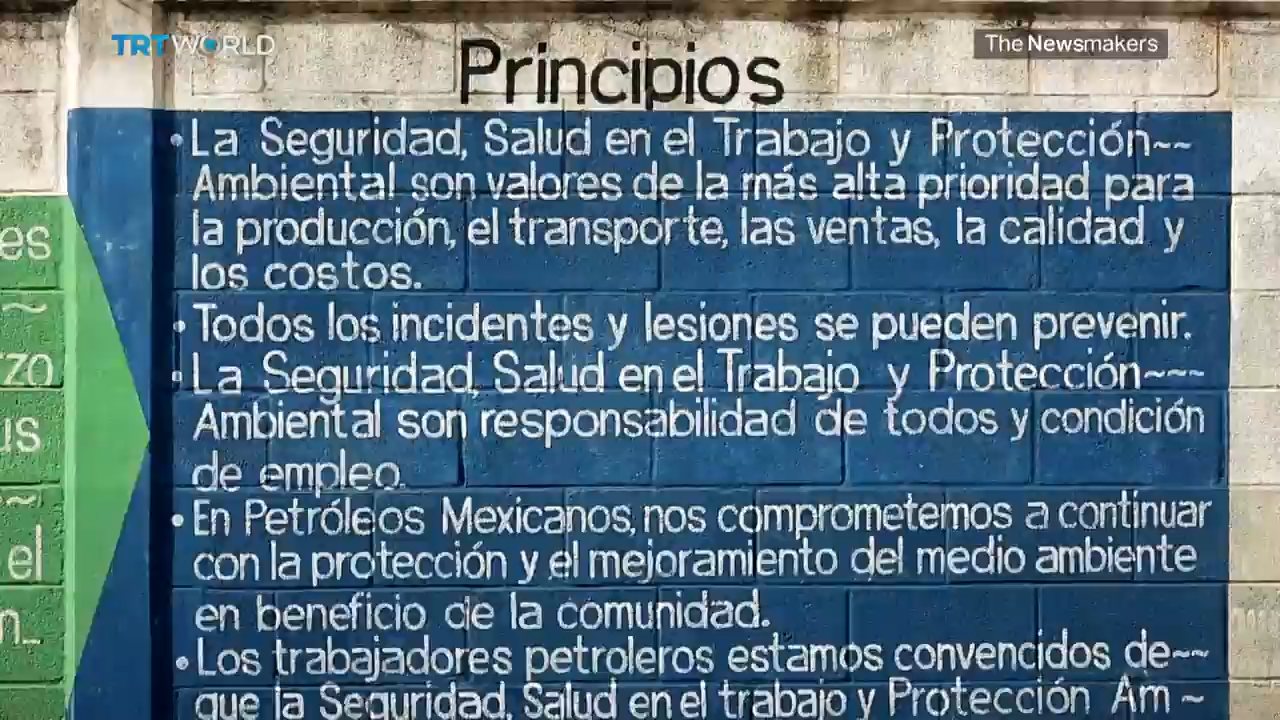 TRT WORLD
The Newsmakers
Principios
• La Seguridad, Salud en el Trabajo y Protección~~
Ambiental son valores de la más alta prioridad para
la producción, el transporte, las ventas, la calidad y
los costos.
• Todos los incidentes y lesiones se pueden prevenir.
• La Seguridad, Salud en el Trabajo y Protección~~~
Ambiental son responsabilidad de todos y condición
de empleo.
• En Petróleos Mexicanos, nos comprometemos a continuar
con la protección y el mejoramiento del medio ambiente
en beneficio de la comunidad.
• Los trabajadores petroleros estamos convencidos de~~
que la Seguridad, Salud en el trabajo y Protección Am~
es
~
rzo
us
~
el
n_